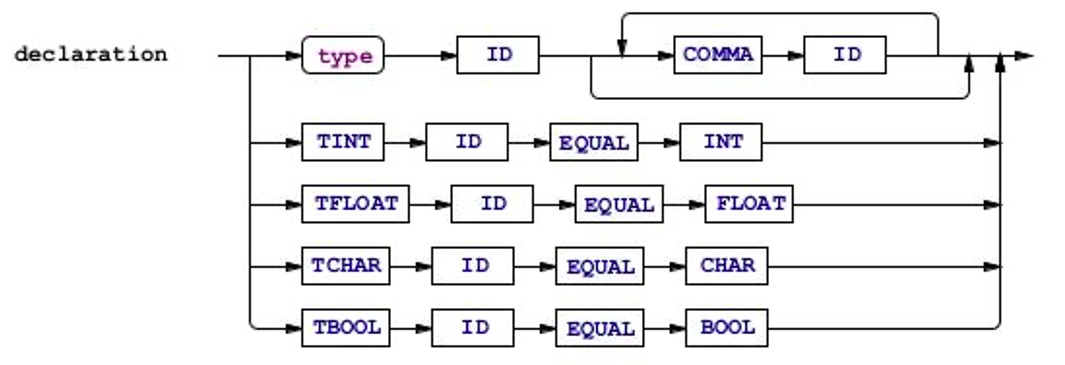 declaration type ID COMMA ID
TINT ID EQUAL INT
TFLOAT ID EQUAL FLOAT
TCHAR ID EQUAL CHAR
TBOOL ID EQUAL BOOL